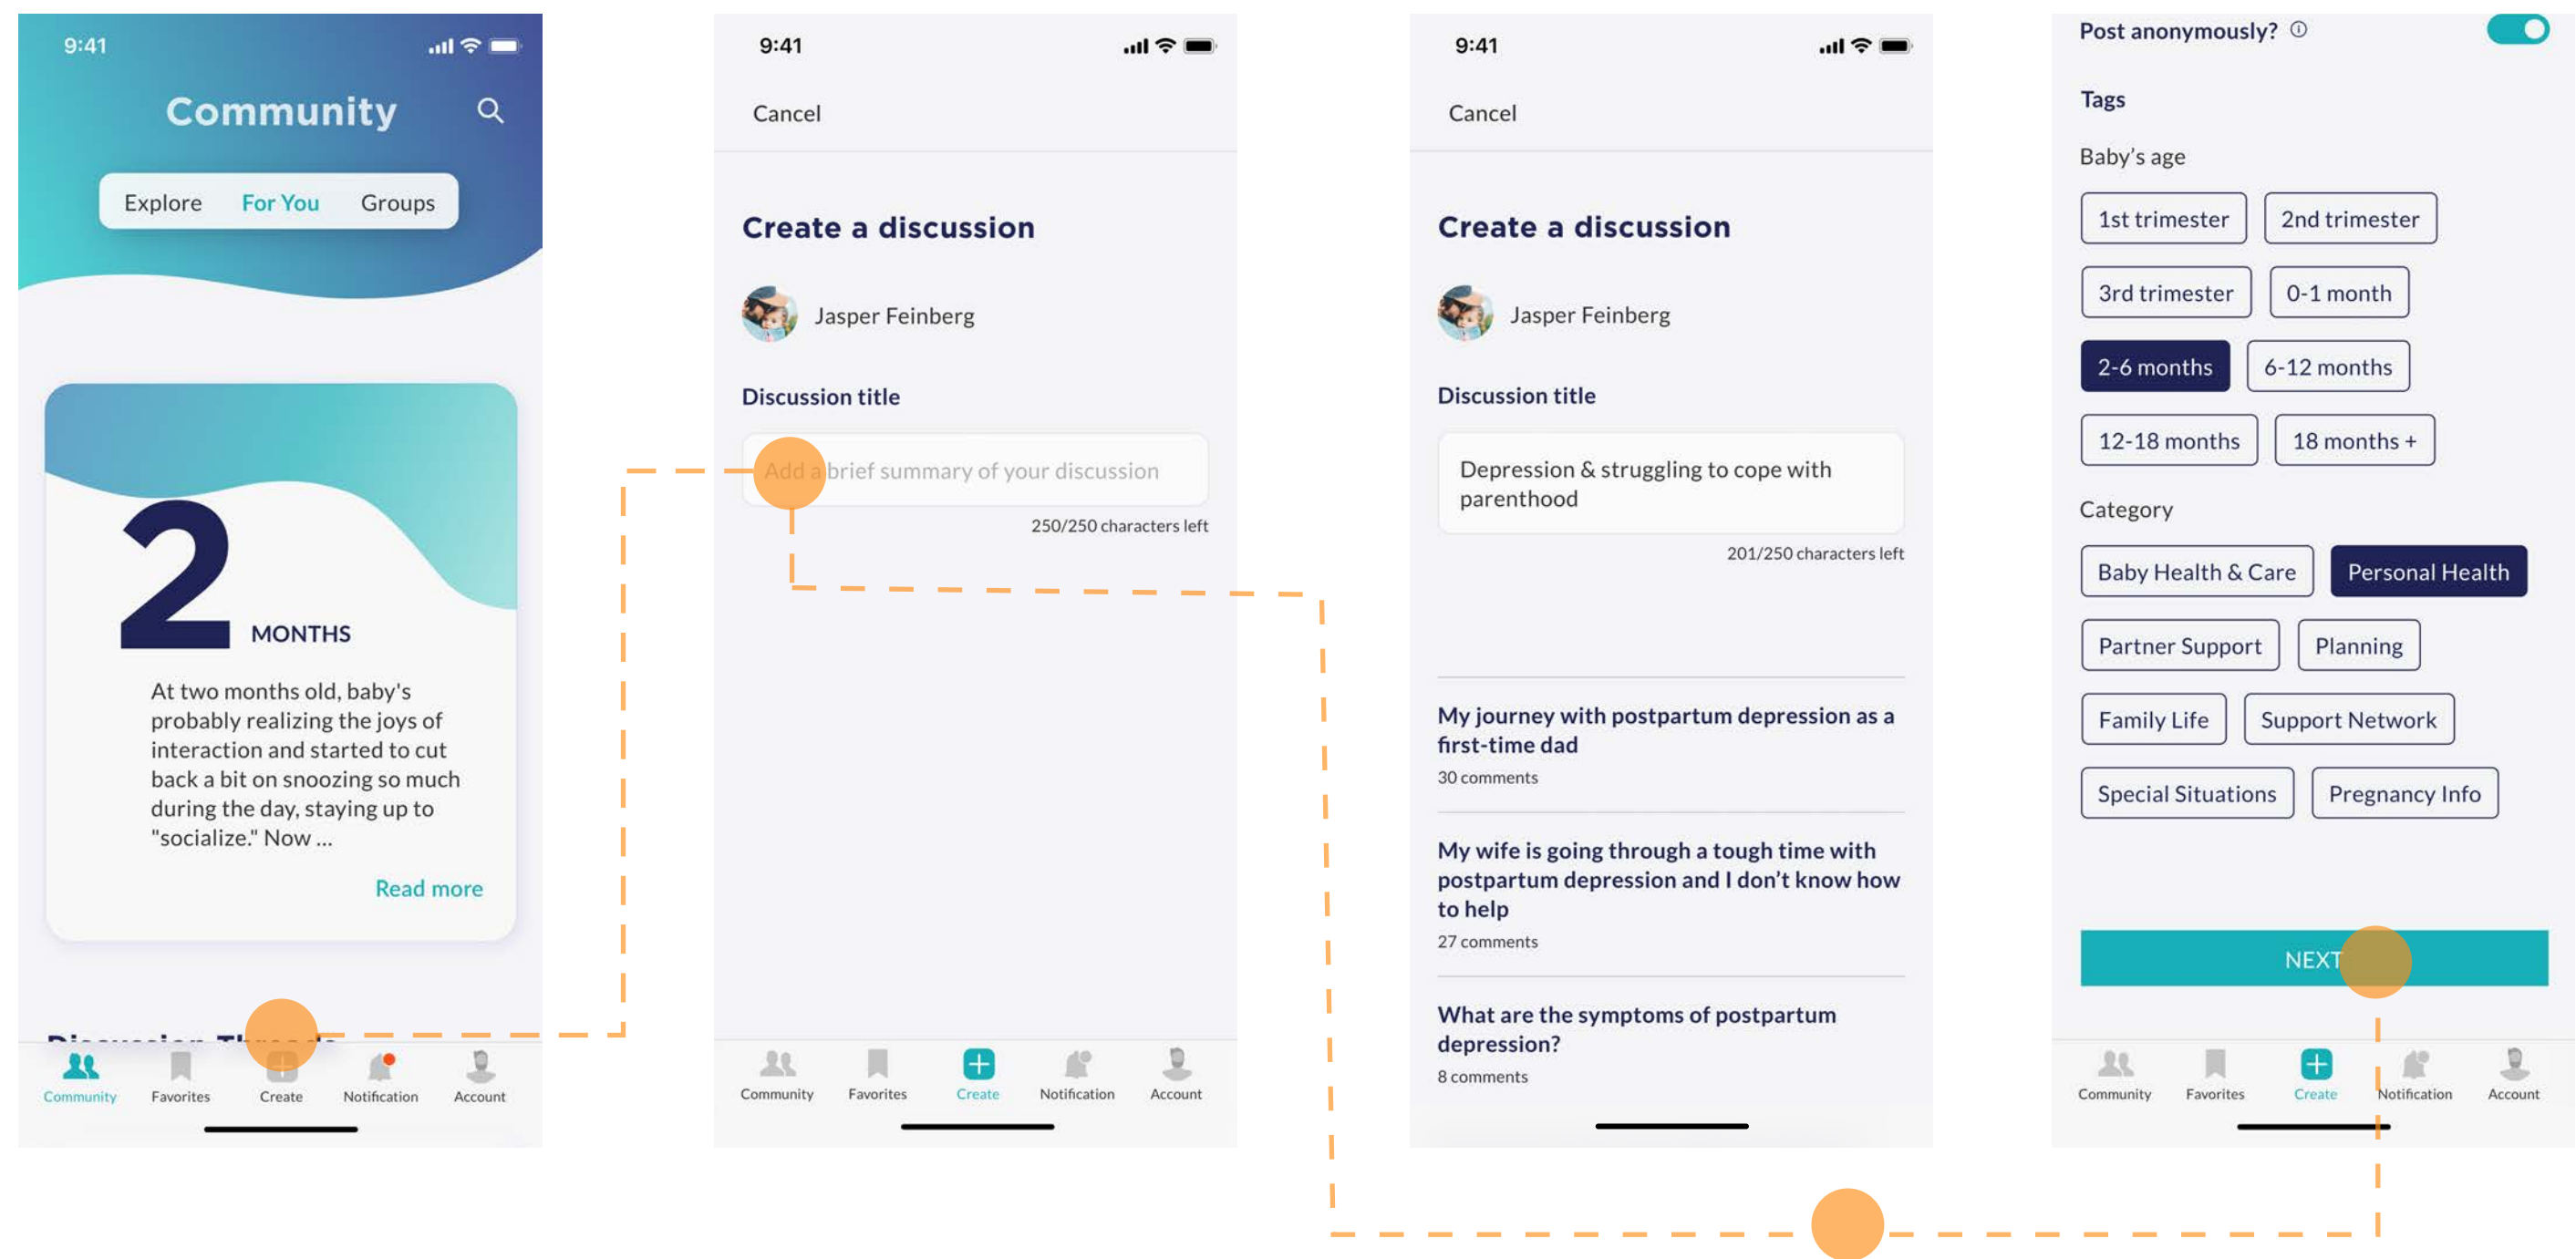 9:41
Community
Explore For You Groups
2
MONTHS
At two months old, baby's
probably realizing the joys of
interaction and started to cut
back a bit on snoozing so much
during the day, staying up to
"socialize." Now ...
Read more
Discussion Threads
Community Favorites Create Notification Account
9:41
Cancel
Create a discussion
Jasper Feinberg
Discussion title
Add a brief summary of your discussion
250/250 characters left
Community Favorites Create Notification Account
9:41
Cancel
Create a discussion
Jasper Feinberg
Discussion title
Depression & struggling to cope with
parenthood
201/250 characters left
My journey with postpartum depression as a
first-time dad
30 comments
My wife is going through a tough time with
postpartum depression and I don't know how
to help
27 comments
What are the symptoms of postpartum
depression?
8 comments
Post anonymously?
Tags
Baby's age
1st trimester 2nd trimester
3rd trimester 0-1 month
2-6 months 6-12 months
12-18 months 18 months +
Category
Baby Health & Care Personal Health
Partner Support Planning
Family Life Support Network
Special Situations Pregnancy Info
NEXT
Community Favorites Create Notification Account